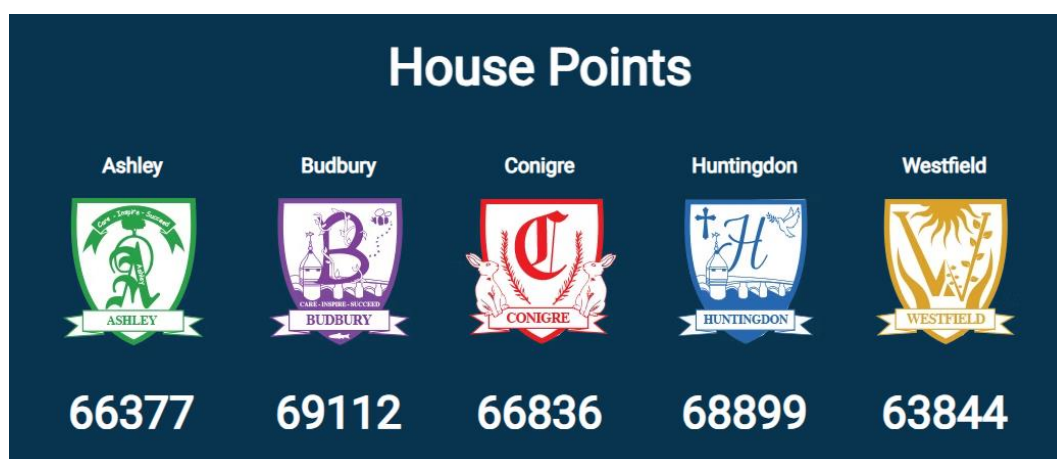 House Points
Ashley
Budbury
Conigre
Huntingdon
Westfield
Care - Inspire - Succeed
A
Ashley
ASHLEY
B
CARE - INSPIRE - SUCCEED
BUDBURY
C
CONIGRE
H
HUNTINGDON
W
WESTFIELD
66377
69112
66836
68899
63844